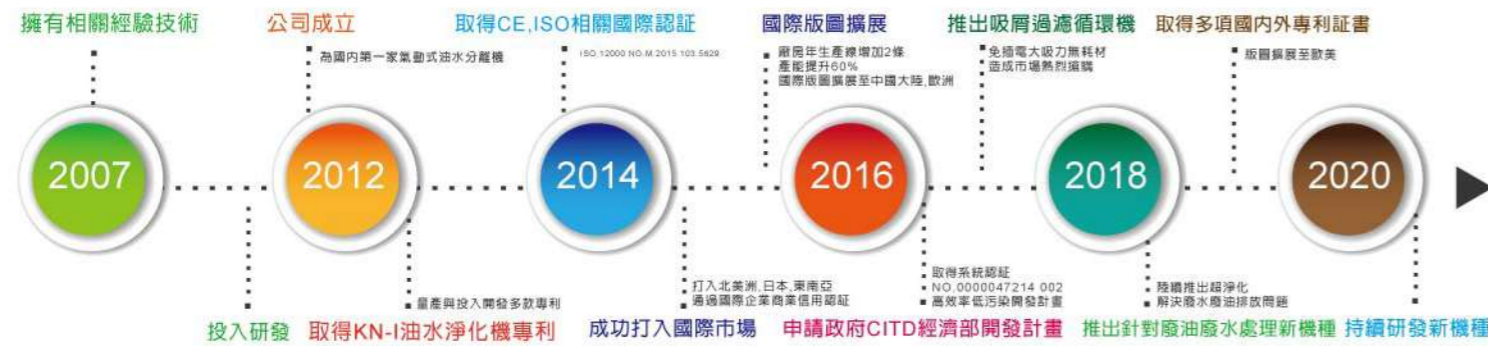 擁有相關經驗技術
公司成立
為國內第一家氣動式油水分離機
取得CE,ISO相關國際認証
ISO 12000 NO.M.2015 103.5629
國際版圖擴展
廠房年生產線增加2條
產能提升60%
國際版圖擴展至中國大陸,歐洲
推出吸屑過濾循環機
免插電大吸力無耗材
造成市場熱烈搶購
取得多項國內外專利証書
版圖擴展至歐美
2007
2012
2014
2016
2018
2020
投入研發
量產與投入開發多款專利
取得KN-I油水淨化機專利
打入北美洲,日本,東南亞
通過國際企業商業信用認証
成功打入國際市場
取得系統認証
NO.0000047214 002
高效率低污染開發計畫
申請政府CITD經濟部開發計畫
陸續推出超淨化
解決廢水廢油排放問題
推出針對廢油廢水處理新機種
持續研發新機種